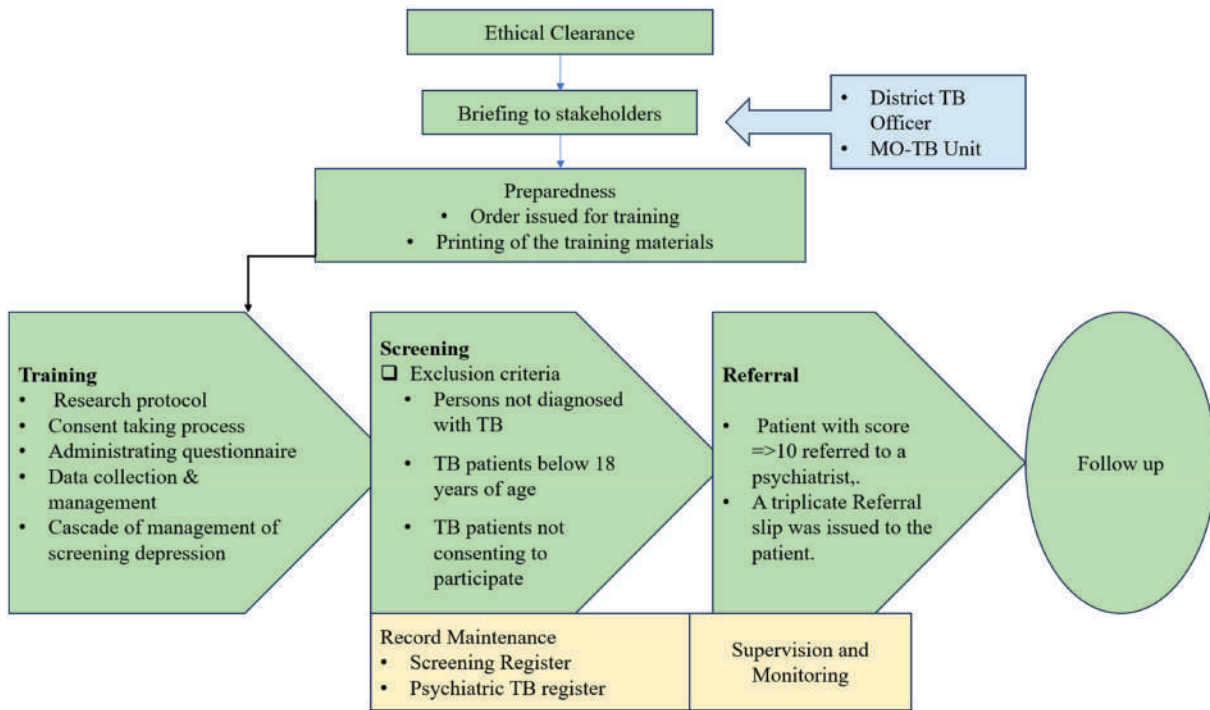 Ethical Clearance
Briefing to stakeholders
• District TB
Officer
• MO-TB Unit
Preparedness
• Order issued for training
• Printing of the training materials
Training
• Research protocol
• Consent taking process
• Administrating questionnaire
• Data collection &
management
• Cascade of management of
screening depression
Screening
❑ Exclusion criteria
• Persons not diagnosed
with TB
• TB patients below 18
years of age
• TB patients not
consenting to
participate
Referral
• Patient with score
=>10 referred to a
psychiatrist,.
• A triplicate Referral
slip was issued to the
patient.
Follow up
Record Maintenance
• Screening Register
• Psychiatric TB register
Supervision and
Monitoring